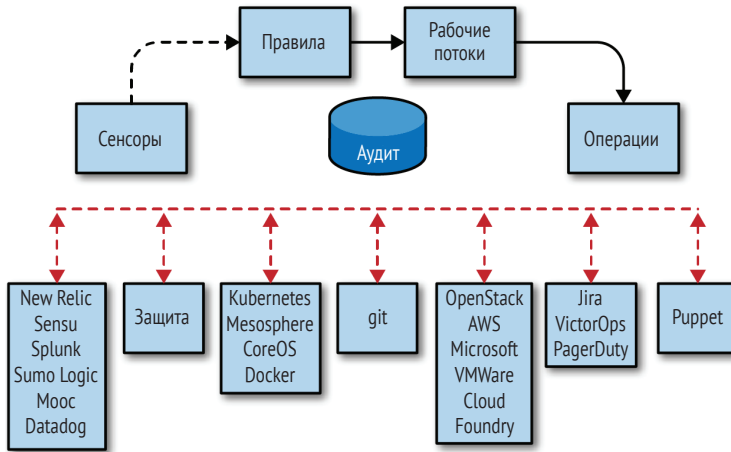 Правила
Рабочие
потоки
Сенсоры
Аудит
Операции
New Relic
Sensu
Splunk
Sumo Logic
Mooc
Datadog
Защита
Kubernetes
Mesosphere
CoreOS
Docker
git
OpenStack
AWS
Microsoft
VMWare
Cloud
Foundry
Jira
VictorOps
PagerDuty
Puppet